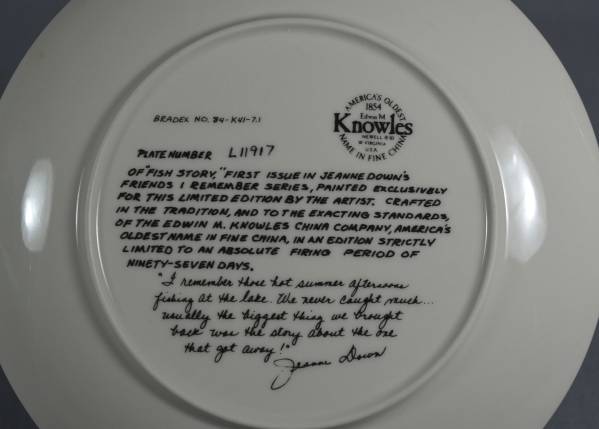 BRADEX NO. 84-K41-7.1
AMERICA'S OLDEST
1854
Edwin M.
Knowles
NEWELL
W. VIRGINIA
U.S.A.
NAME IN FINE CHINA
PLATE NUMBER L11917
OF "FISH STORY," FIRST ISSUE IN JEANNE DOWN'S
FRIENDS I REMEMBER SERIES, PAINTED EXCLUSIVELY
FOR THIS LIMITED EDITION BY THE ARTIST. CRAFTED
IN THE TRADITION, AND TO THE EXACTING STANDARDS,
OF THE EDWIN M. KNOWLES CHINA COMPANY, AMERICA'S
OLDEST NAME IN FINE CHINA, IN AN EDITION STRICTLY
LIMITED TO AN ABSOLUTE FIRING PERIOD OF
NINETY-SEVEN DAYS.
"I remember those hot summer afternoons
fishing at the lake. We never caught much...
usually the biggest thing we brought
back was the story about the one
that got away!"
Jeanne Down